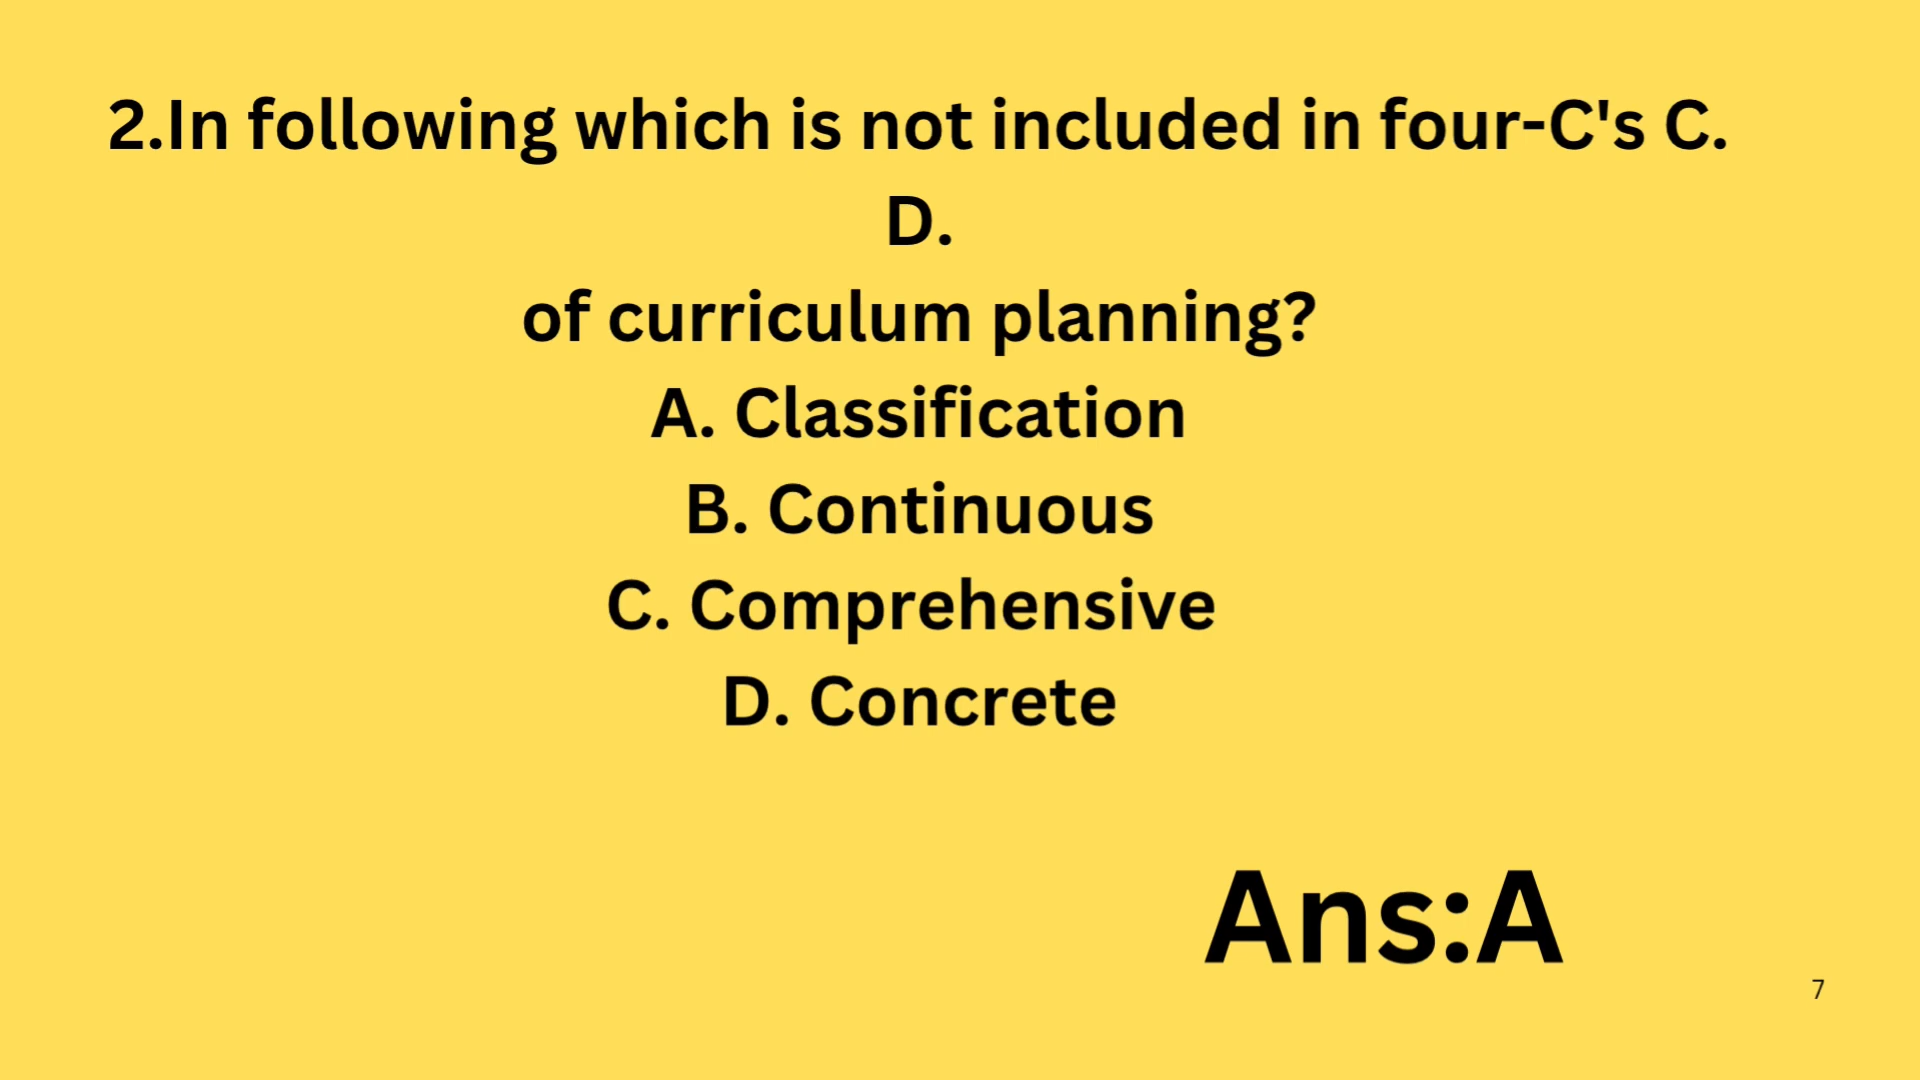 2.In following which is not included in four-C's C.
D.
of curriculum planning?
A. Classification
B. Continuous
C. Comprehensive
D. Concrete
Ans:A
7